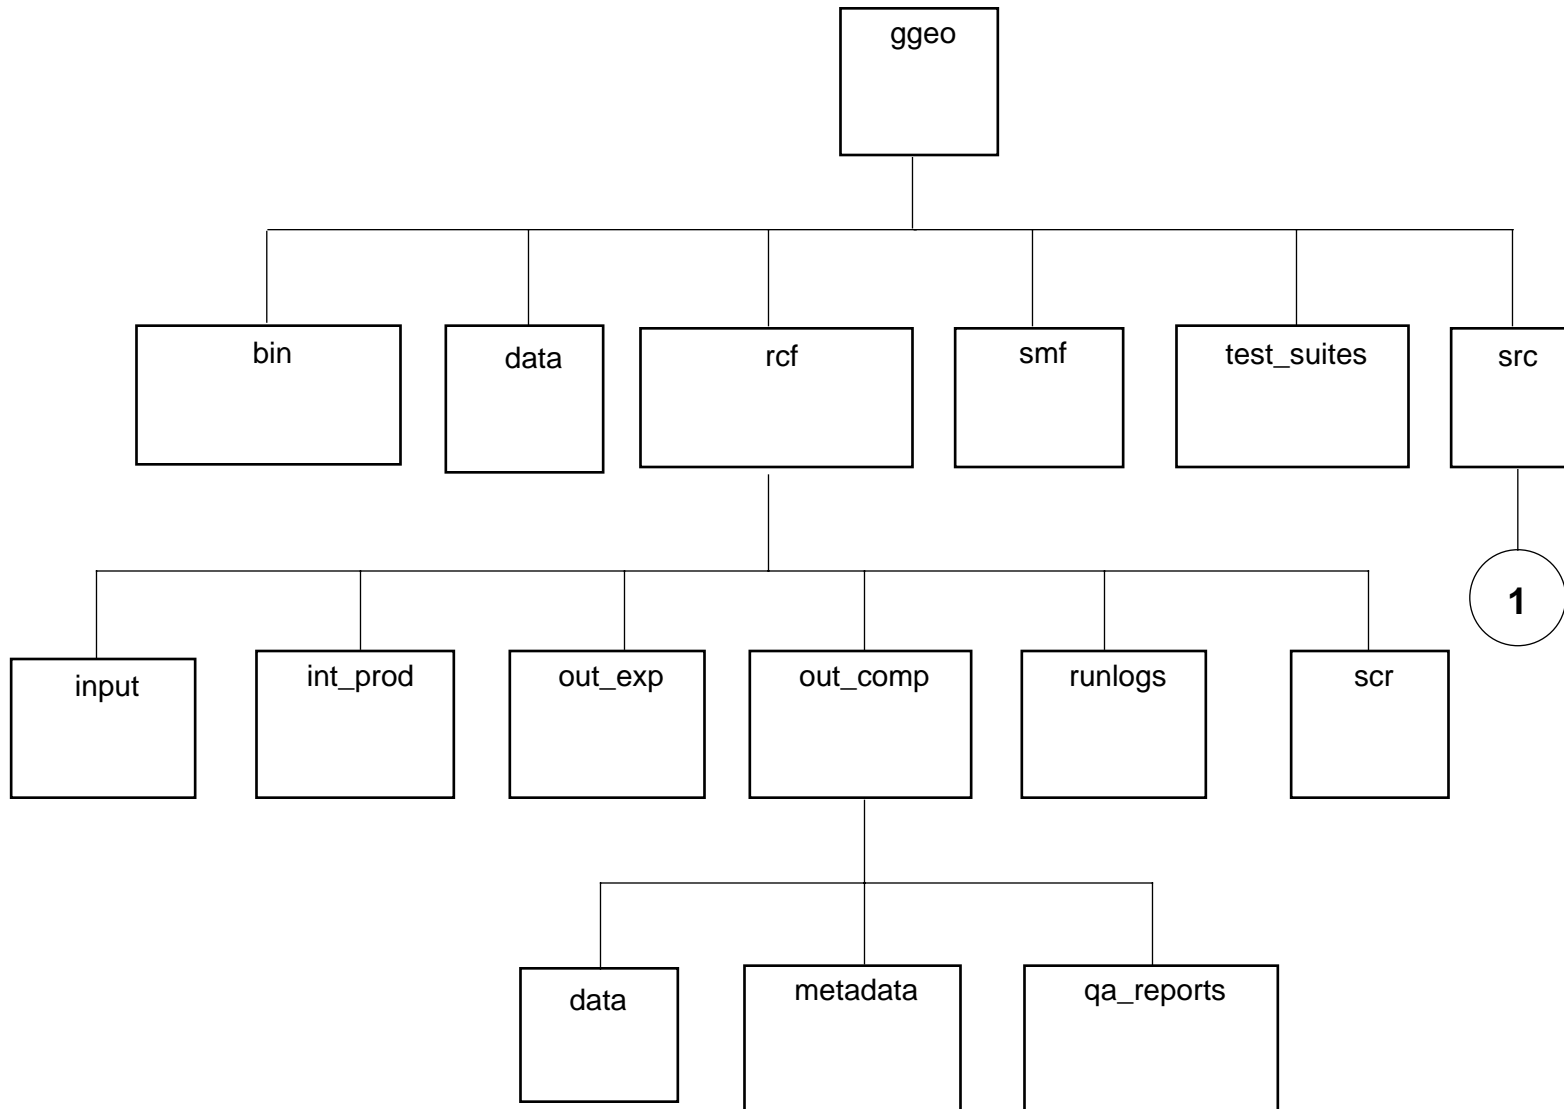 ggeo
bin
data
rcf
smf
test_suites
src
1
input
int_prod
out_exp
out_comp
runlogs
scr
data
metadata
qa_reports